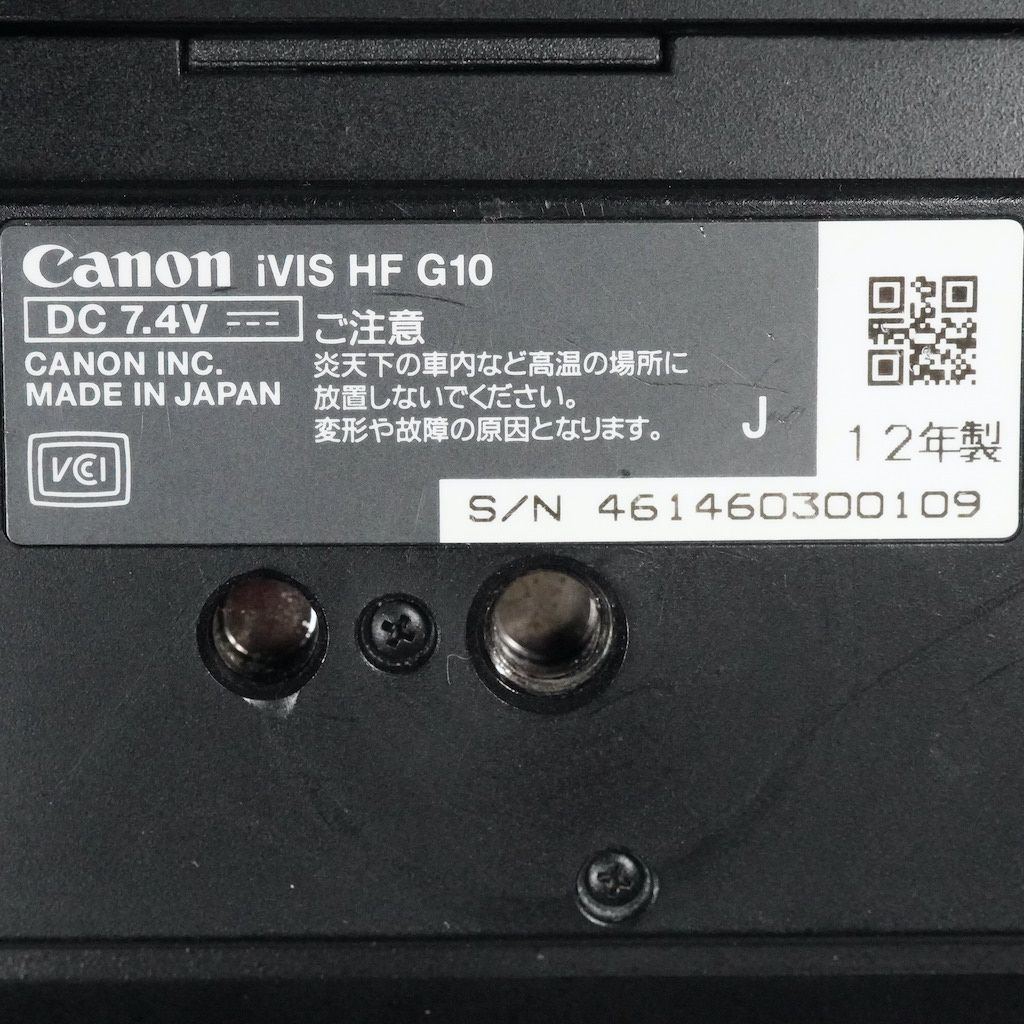 Canon iVIS HF G10
DC 7.4V
ご注意
CANON INC.
MADE IN JAPAN
炎天下の車内など高温の場所に
放置しないでください。
変形や故障の原因となります。
J
12年製
VCCI
S/N 461460300109